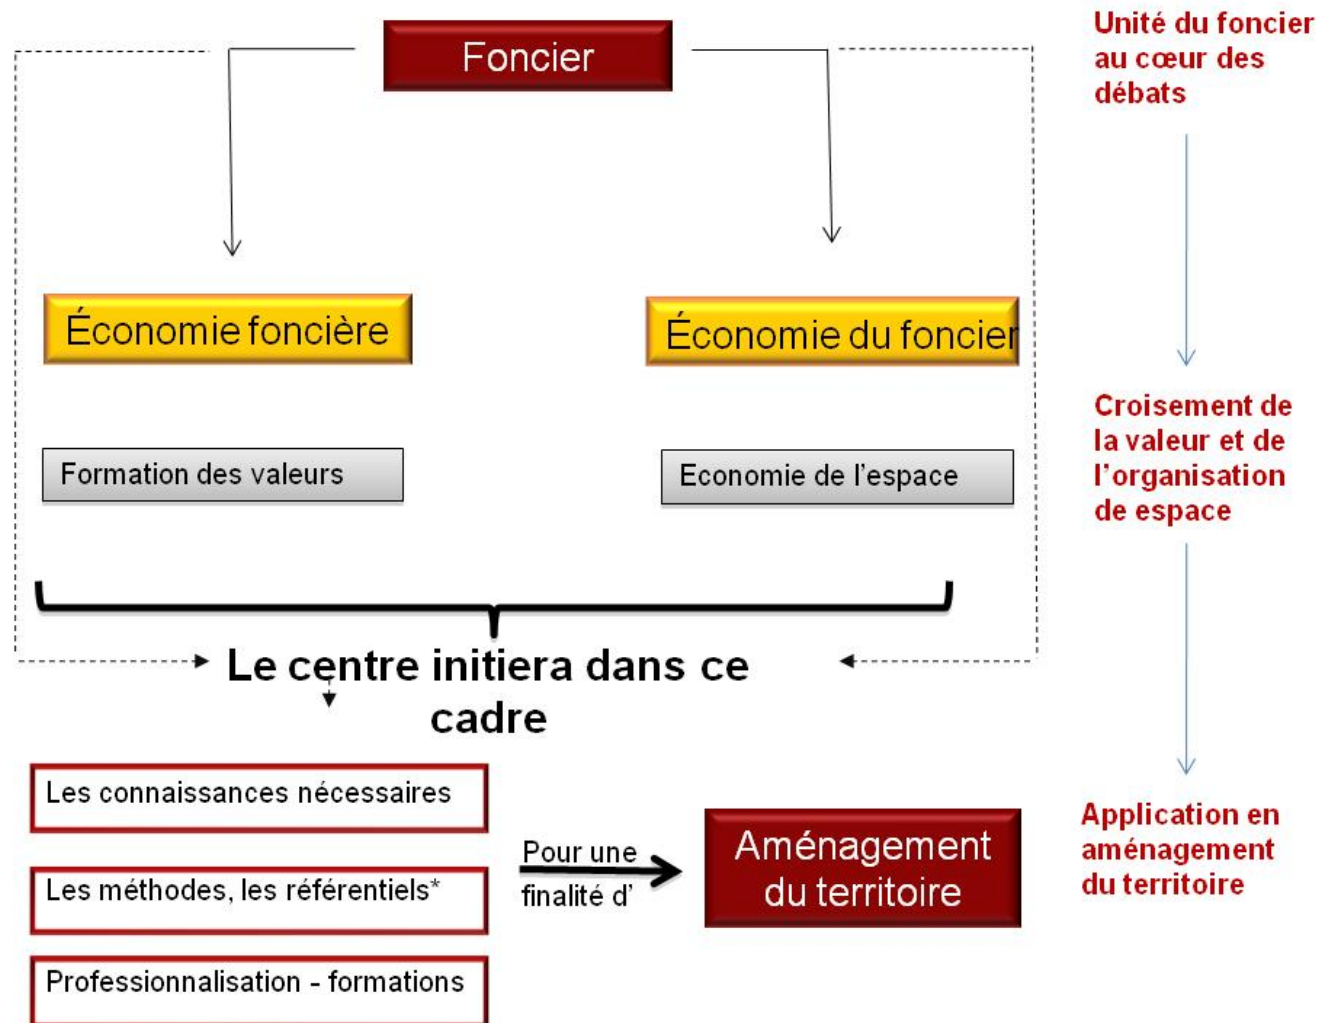 Foncier
Unité du foncier
au cœur des
débats
Économie foncière
Économie du foncier
Formation des valeurs
Economie de l'espace
Croisement de
la valeur et de
l'organisation
de espace
Le centre initiera dans ce
cadre
Les connaissances nécessaires
Les méthodes, les référentiels*
Professionnalisation - formations
Pour une
finalité d'
Aménagement
du territoire
Application en
aménagement
du territoire